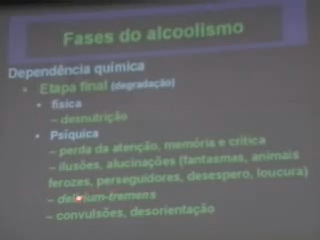 Fases do alcoolismo
Dependência química
• Etapa final (degradação)
• física
– desnutrição
• Psíquica
– perda da atenção, memória e crítica
– ilusões, alucinações (fantasmas, animais
ferozes, perseguidores, desespero, loucura)
– delirium-tremens
– convulsões, desorientação